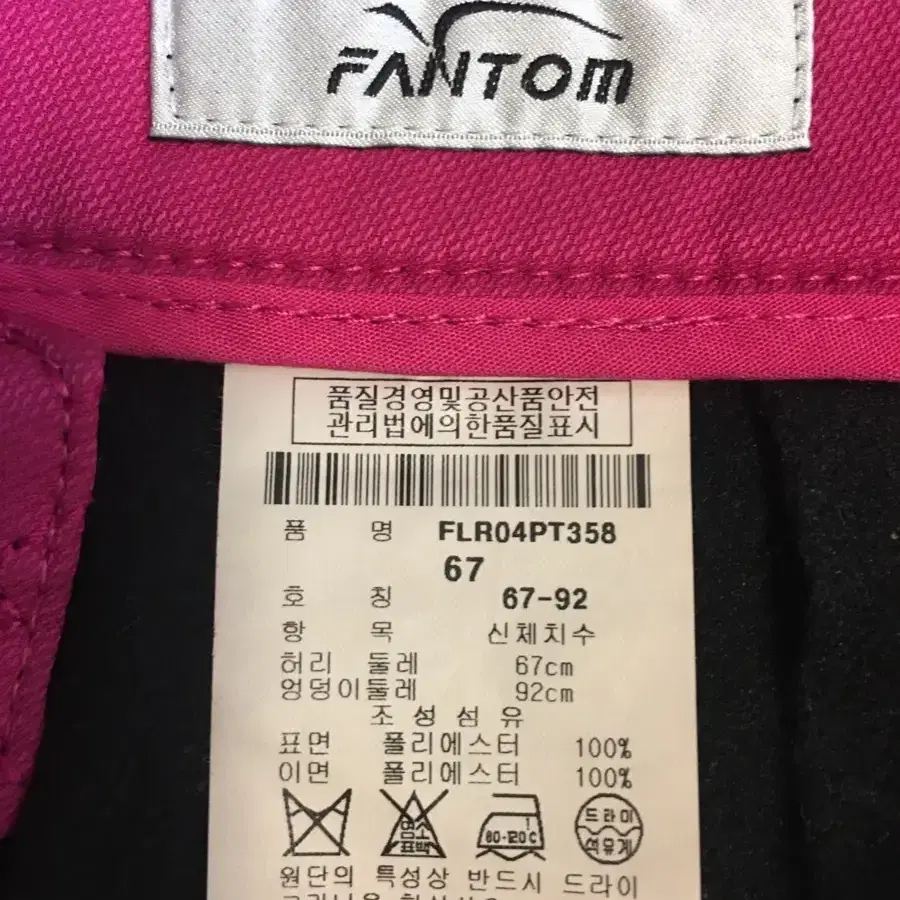 FANTOM
품질경영및공산품안전
관리법에의한품질표시
품 명 FLR04PT358
67
호 칭 67-92
항 목 신체치수
허리 둘레 67cm
엉덩이둘레 92cm
조 성 섬 유
표면 폴리에스터 100%
이면 폴리에스터 100%
염소 표백
80-120℃
드라이
석유계
원단의 특성상 반드시 드라이